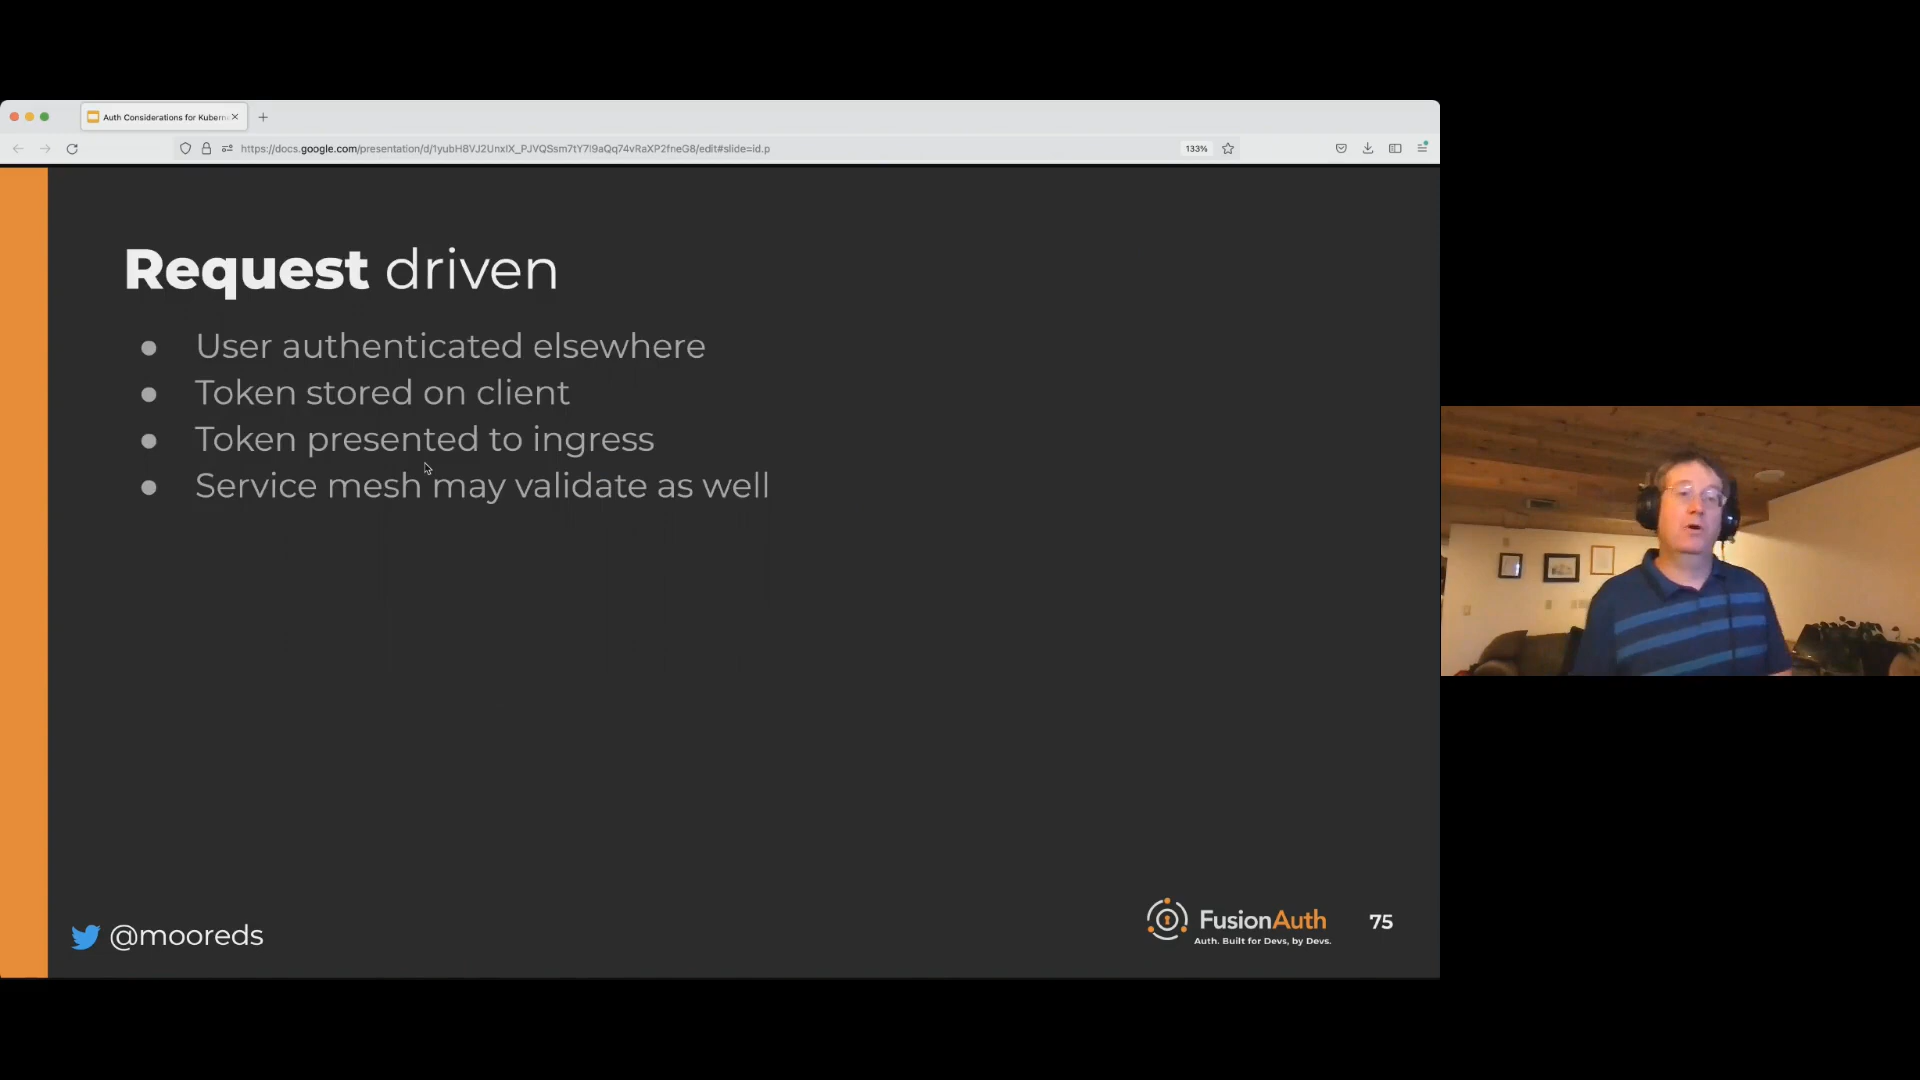 Auth Considerations for Kubern
https://docs.google.com/presentation/d/1yubH8VJ2UnxIX_PJVQSsm7tY7I9aQq74vRaXP2fneG8/edit#slide=id.p
133%
Request driven
● User authenticated elsewhere
● Token stored on client
● Token presented to ingress
● Service mesh may validate as well
@mooreds
FusionAuth
Auth. Built for Devs, by Devs.
75